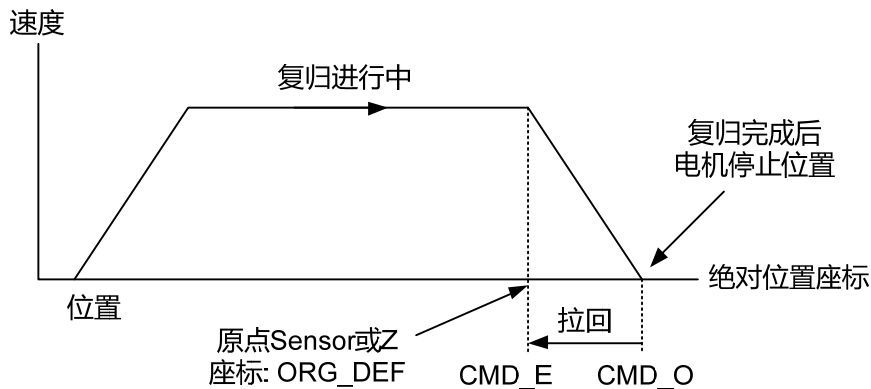 速度
复归进行中
复归完成后
电机停止位置
绝对位置座标
位置
拉回
原点Sensor或Z
座标: ORG_DEF
CMD_E
CMD_O